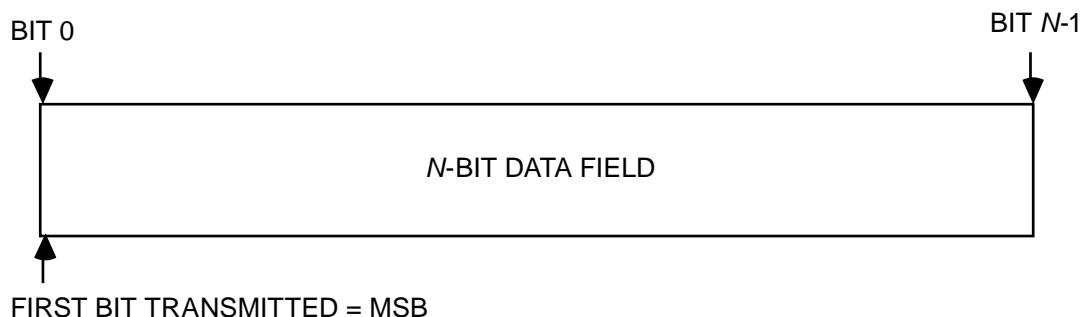 BIT 0
BIT N-1
N-BIT DATA FIELD
FIRST BIT TRANSMITTED = MSB